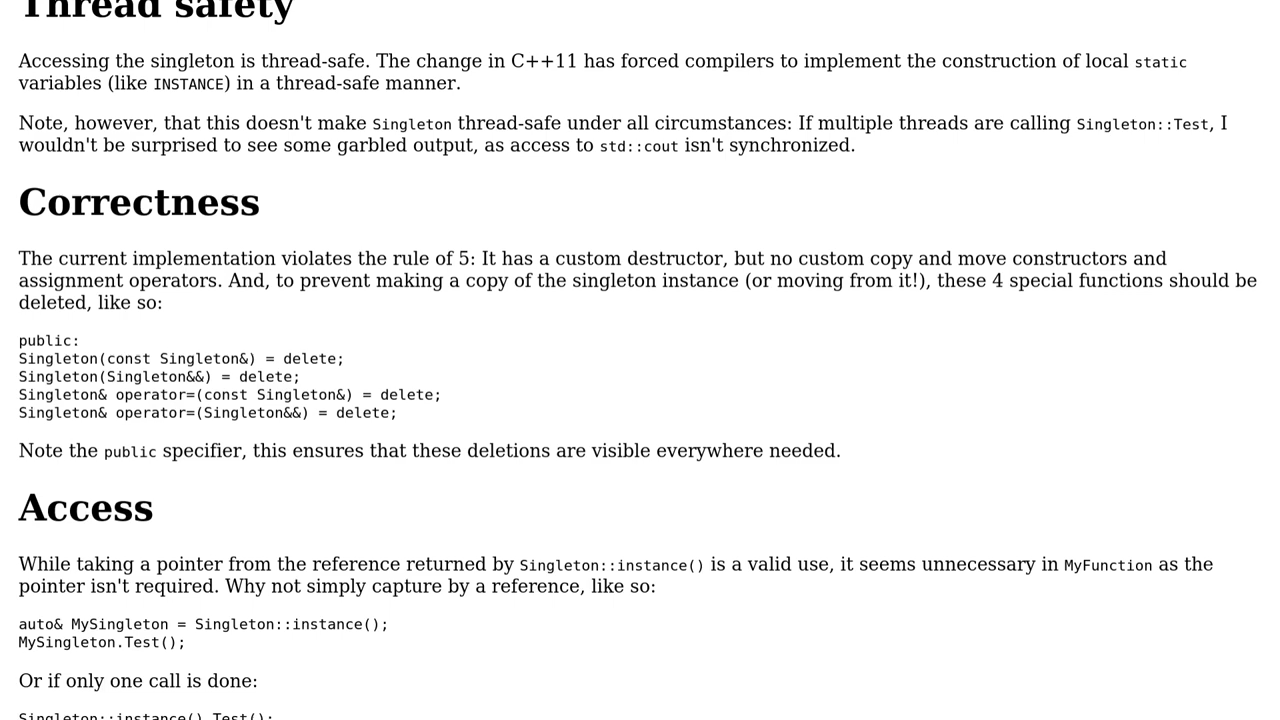 Thread safety
Accessing the singleton is thread-safe. The change in C++11 has forced compilers to implement the construction of local static
variables (like INSTANCE) in a thread-safe manner.
Note, however, that this doesn't make Singleton thread-safe under all circumstances: If multiple threads are calling Singleton::Test, I
wouldn't be surprised to see some garbled output, as access to std::cout isn't synchronized.
Correctness
The current implementation violates the rule of 5: It has a custom destructor, but no custom copy and move constructors and
assignment operators. And, to prevent making a copy of the singleton instance (or moving from it!), these 4 special functions should be
deleted, like so:
public:
Singleton(const Singleton&) = delete;
Singleton(Singleton&&) = delete;
Singleton& operator=(const Singleton&) = delete;
Singleton& operator=(Singleton&&) = delete;
Note the public specifier, this ensures that these deletions are visible everywhere needed.
Access
While taking a pointer from the reference returned by Singleton::instance() is a valid use, it seems unnecessary in MyFunction as the
pointer isn't required. Why not simply capture by a reference, like so:
auto& MySingleton = Singleton::instance();
MySingleton.Test();
Or if only one call is done:
Singleton::instance().Test();